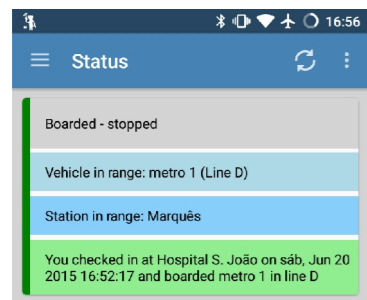 16:56
Status
Boarded - stopped
Vehicle in range: metro 1 (Line D)
Station in range: Marquês
You checked in at Hospital S. João on sáb, Jun 20
2015 16:52:17 and boarded metro 1 in line D